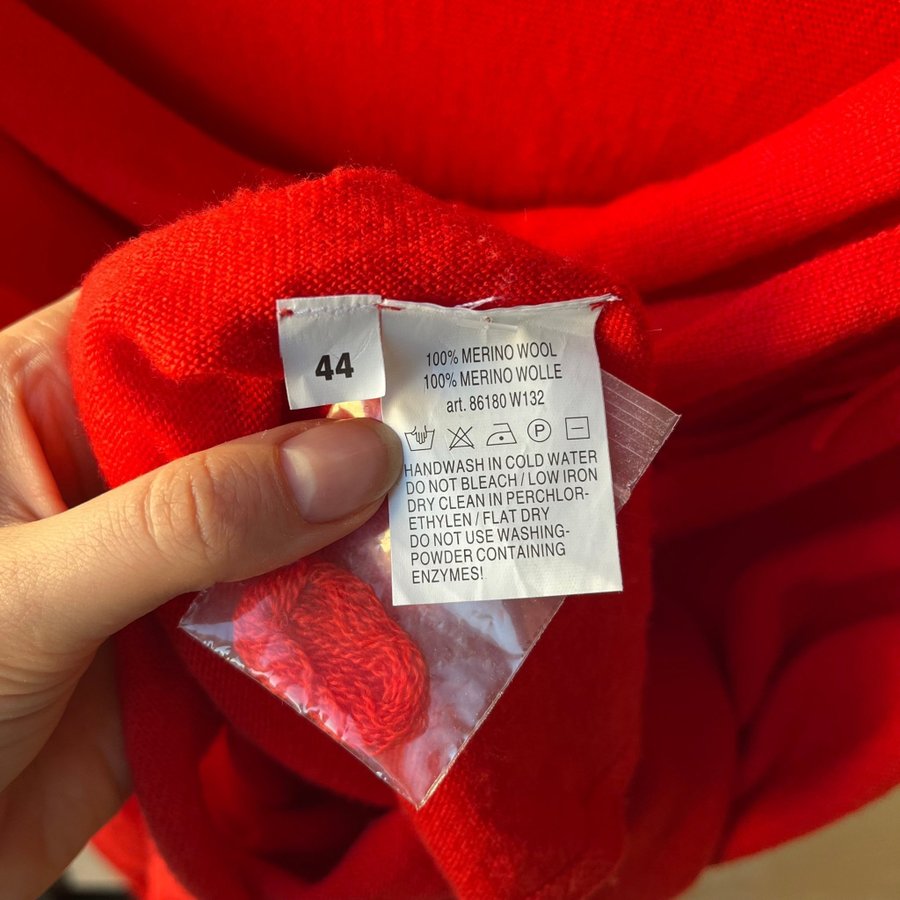 44
100% MERINO WOOL
100% MERINO WOLLE
art. 86180 W132
P
HANDWASH IN COLD WATER
DO NOT BLEACH / LOW IRON
DRY CLEAN IN PERCHLOR-
ETHYLEN / FLAT DRY
DO NOT USE WASHING-
POWDER CONTAINING
ENZYMES!